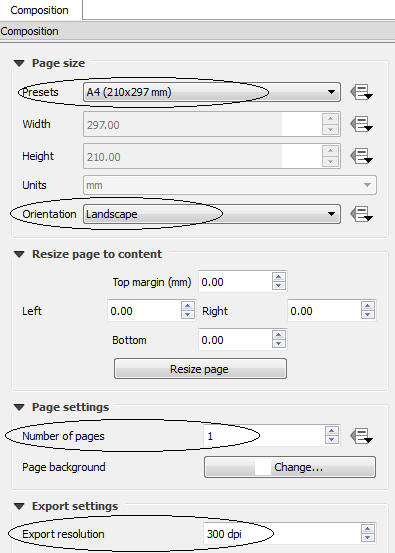 Composition
Composition
Page size
Presets A4 (210x297 mm)
Width 297.00
Height 210.00
Units mm
Orientation Landscape
Resize page to content
Top margin (mm) 0.00
Left 0.00 Right 0.00
Bottom 0.00
Resize page
Page settings
Number of pages 1
Page background Change...
Export settings
Export resolution 300 dpi